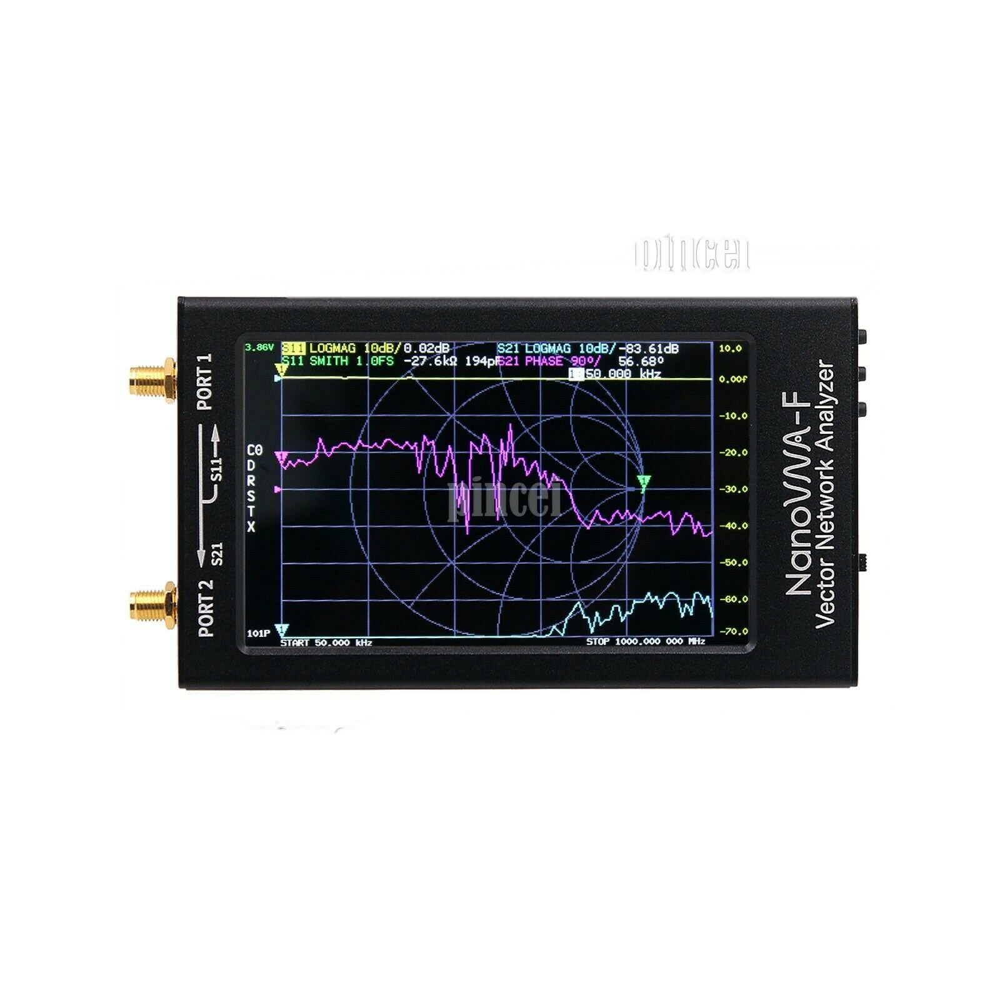 pincei
3.86V
S11 LOGMAG 10dB/ 0.02dB
S21 LOGMAG 10dB/ -83.61dB
S11 SMITH 1.0FS -27.6kΩ 194pF
S21 PHASE 90°/ 56.68°
1:50.000 kHz
10.0
0.00f
-10.0
-20.0
-30.0
-40.0
-50.0
-60.0
-70.0
C0
D
R
S
T
X
101P
START 50.000 kHz
STOP 1000.000 000 MHz
pincei
PORT 1
S11
S21
PORT 2
NanoVNA-F
Vector Network Analyzer